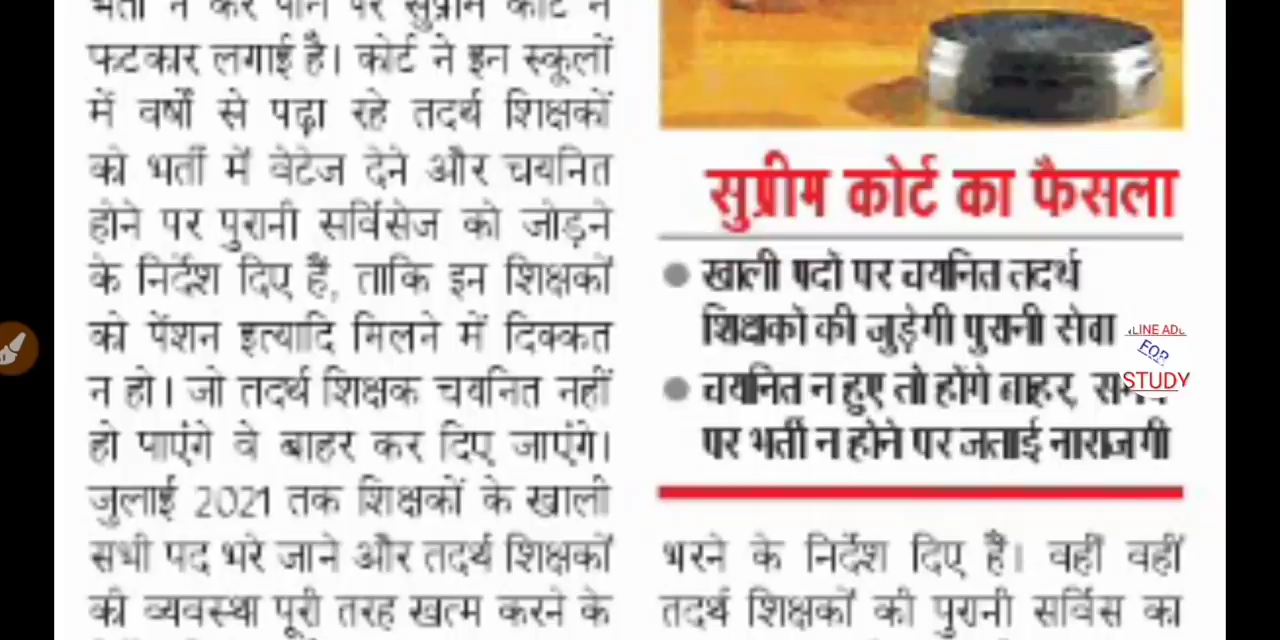 भर्ती न कर पाने पर सुप्रीम कोर्ट ने
फटकार लगाई है। कोर्ट ने इन स्कूलों
में वर्षों से पढ़ा रहे तदर्थ शिक्षकों
को भर्ती में वेटेज देने और चयनित
होने पर पुरानी सर्विसेज को जोड़ने
के निर्देश दिए हैं, ताकि इन शिक्षकों
को पेंशन इत्यादि मिलने में दिक्कत
न हो। जो तदर्थ शिक्षक चयनित नहीं
हो पाएंगे वे बाहर कर दिए जाएंगे।
जुलाई 2021 तक शिक्षकों के खाली
सभी पद भरे जाने और तदर्थ शिक्षकों
की व्यवस्था पूरी तरह खत्म करने के
सुप्रीम कोर्ट का फैसला
खाली पदों पर चयनित तदर्थ
शिक्षकों की जुड़ेगी पुरानी सेवा
चयनित न हुए तो होंगे बाहर,
पर भर्ती न होने पर जताई नाराजगी
भरने के निर्देश दिए हैं। वहीं वहीं
तदर्थ शिक्षकों की पुरानी सर्विस का
FOR
STUDY